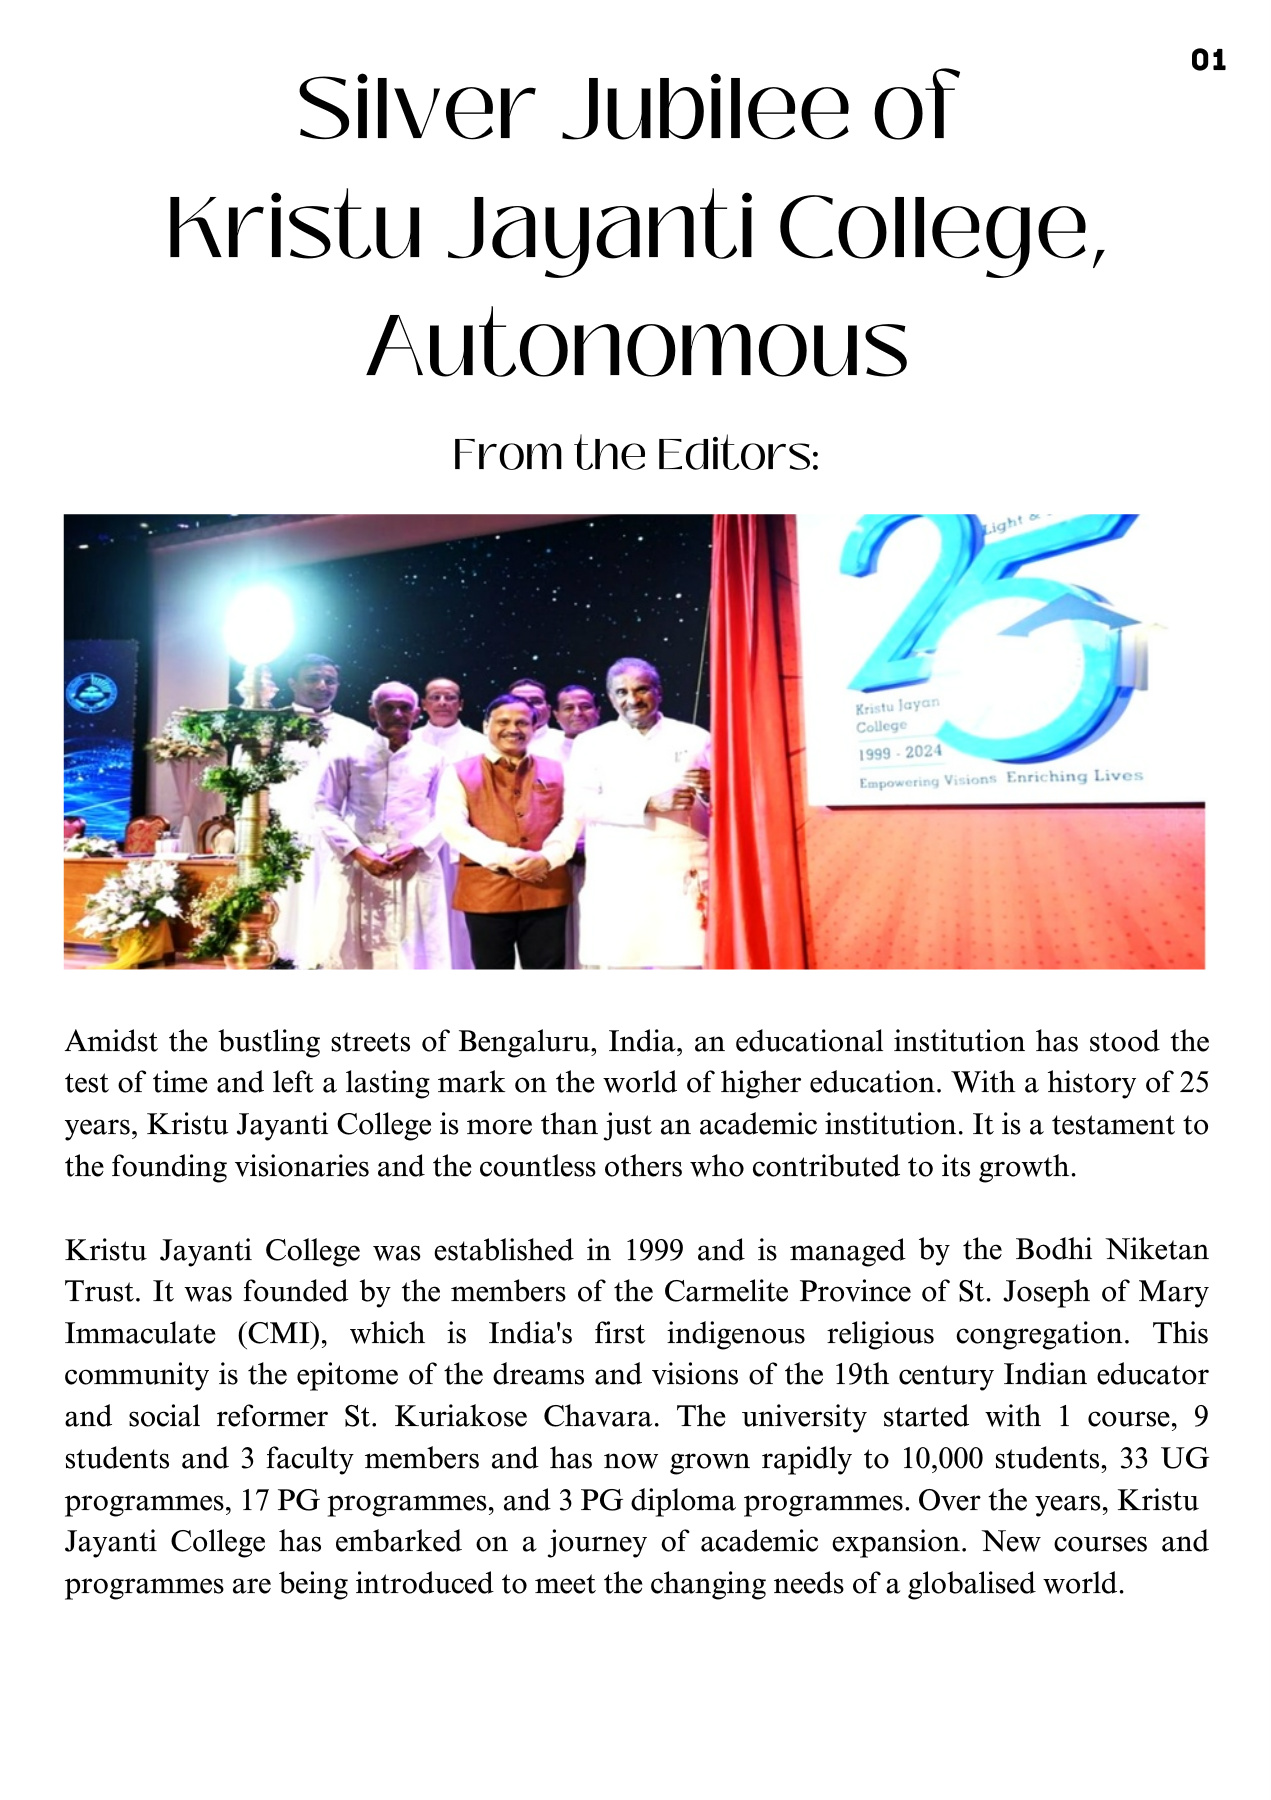 01
Silver Jubilee of
Kristu Jayanti College,
Autonomous
From the Editors:
Light &
25
Kristu Jayan
College
1999 - 2024
Empowering Visions Enriching Lives
Amidst the bustling streets of Bengaluru, India, an educational institution has stood the
test of time and left a lasting mark on the world of higher education. With a history of 25
years, Kristu Jayanti College is more than just an academic institution. It is a testament to
the founding visionaries and the countless others who contributed to its growth.
Kristu Jayanti College was established in 1999 and is managed by the Bodhi Niketan
Trust. It was founded by the members of the Carmelite Province of St. Joseph of Mary
Immaculate (CMI), which is India's first indigenous religious congregation. This
community is the epitome of the dreams and visions of the 19th century Indian educator
and social reformer St. Kuriakose Chavara. The university started with 1 course, 9
students and 3 faculty members and has now grown rapidly to 10,000 students, 33 UG
programmes, 17 PG programmes, and 3 PG diploma programmes. Over the years, Kristu
Jayanti College has embarked on a journey of academic expansion. New courses and
programmes are being introduced to meet the changing needs of a globalised world.